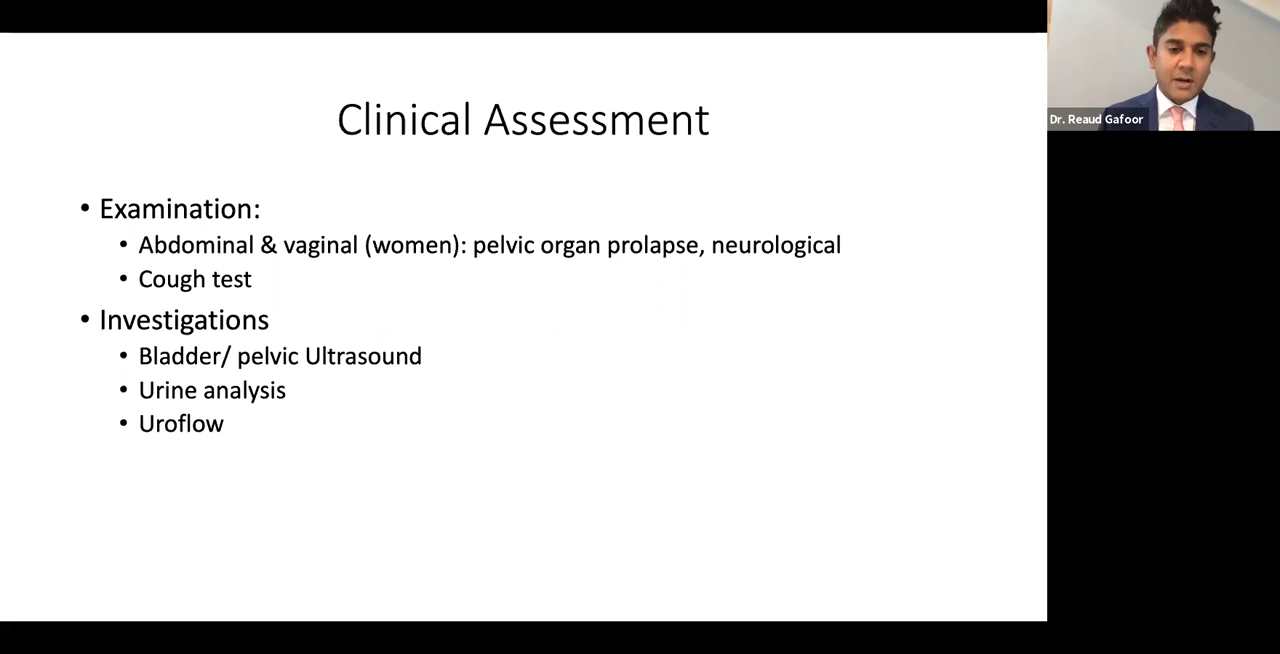 Clinical Assessment
Dr. Reaud Gafoor
• Examination:
• Abdominal & vaginal (women): pelvic organ prolapse, neurological
• Cough test
• Investigations
• Bladder/ pelvic Ultrasound
• Urine analysis
• Uroflow